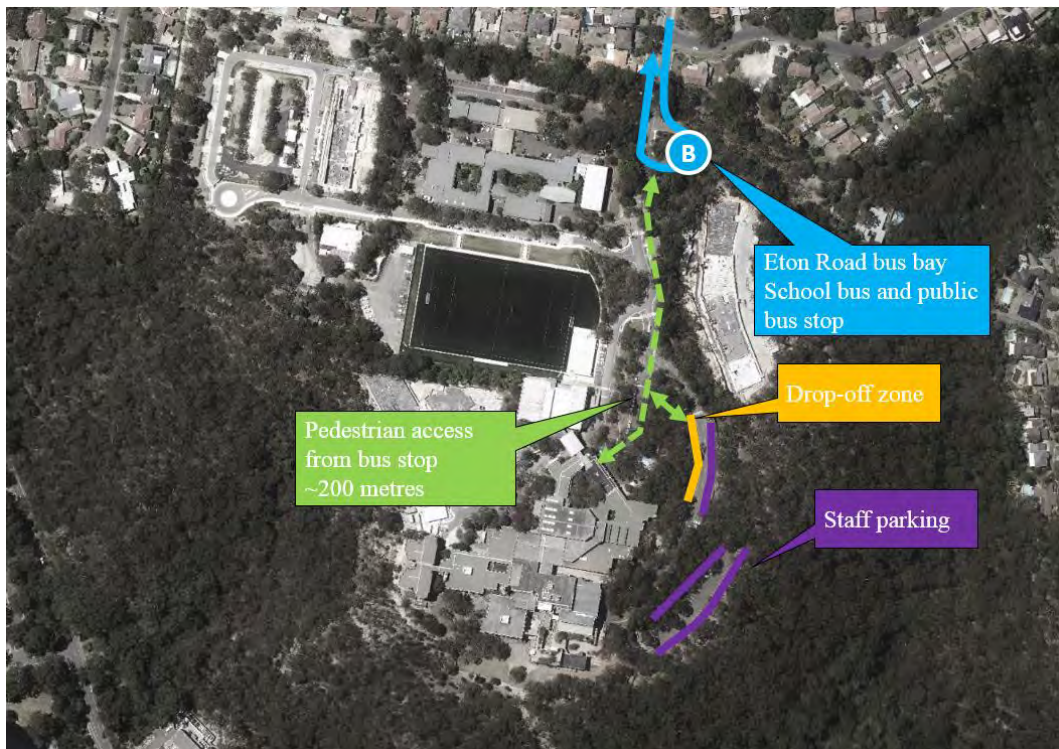 B
Eton Road bus bay
School bus and public
bus stop
Drop-off zone
Pedestrian access
from bus stop
~200 metres
Staff parking